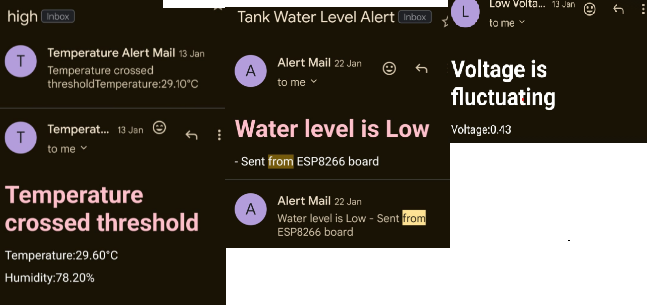 high Inbox
T
Temperature Alert Mail 13 Jan
Temperature crossed
thresholdTemperature:29.10°C
T
Temperat... 13 Jan
to me
Temperature
crossed threshold
Temperature:29.60°C
Humidity:78.20%
Tank Water Level Alert Inbox
A
Alert Mail 22 Jan
to me
Water level is Low
- Sent from ESP8266 board
A
Alert Mail 22 Jan
Water level is Low - Sent from
ESP8266 board
L
Low Volta... 13 Jan
to me
Voltage is
fluctuating
Voltage:0.43